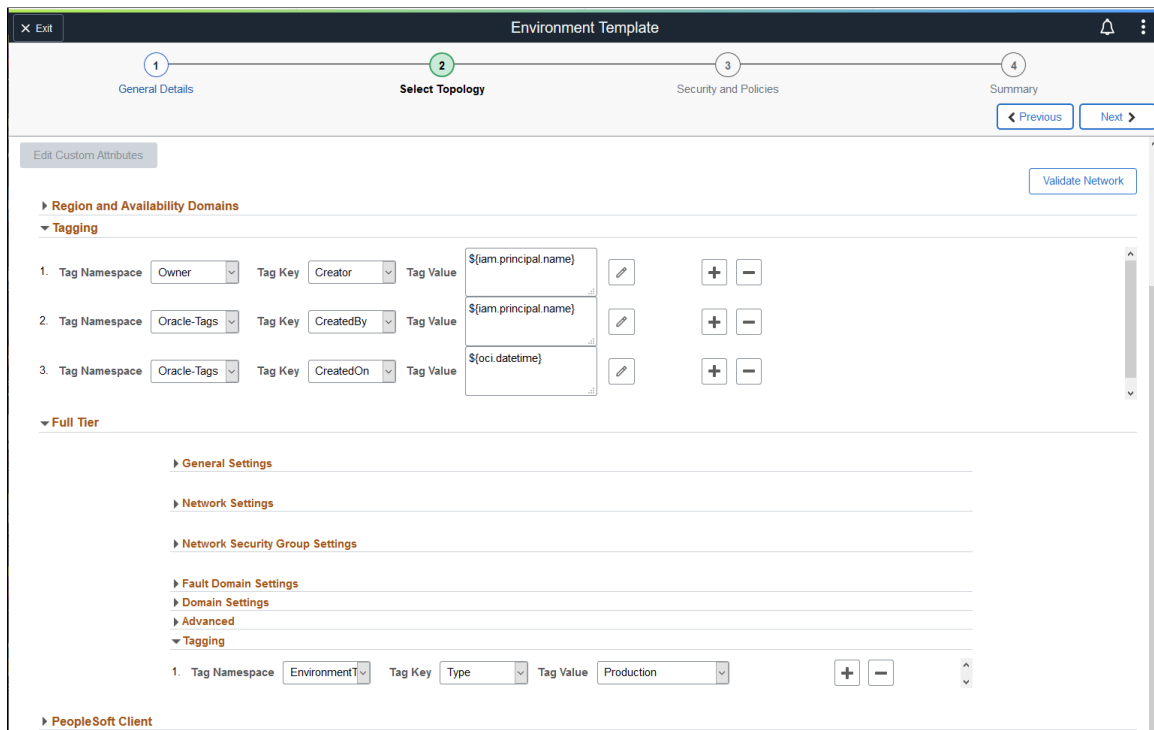 Exit
Environment Template
1
2
3
4
General Details
Select Topology
Security and Policies
Summary
Previous
Next
Edit Custom Attributes
Validate Network
Region and Availability Domains
Tagging
1. Tag Namespace Owner Tag Key Creator Tag Value ${iam.principal.name}
2. Tag Namespace Oracle-Tags Tag Key CreatedBy Tag Value ${iam.principal.name}
3. Tag Namespace Oracle-Tags Tag Key CreatedOn Tag Value ${oci.datetime}
Full Tier
General Settings
Network Settings
Network Security Group Settings
Fault Domain Settings
Domain Settings
Advanced
Tagging
1. Tag Namespace EnvironmentT Tag Key Type Tag Value Production
PeopleSoft Client